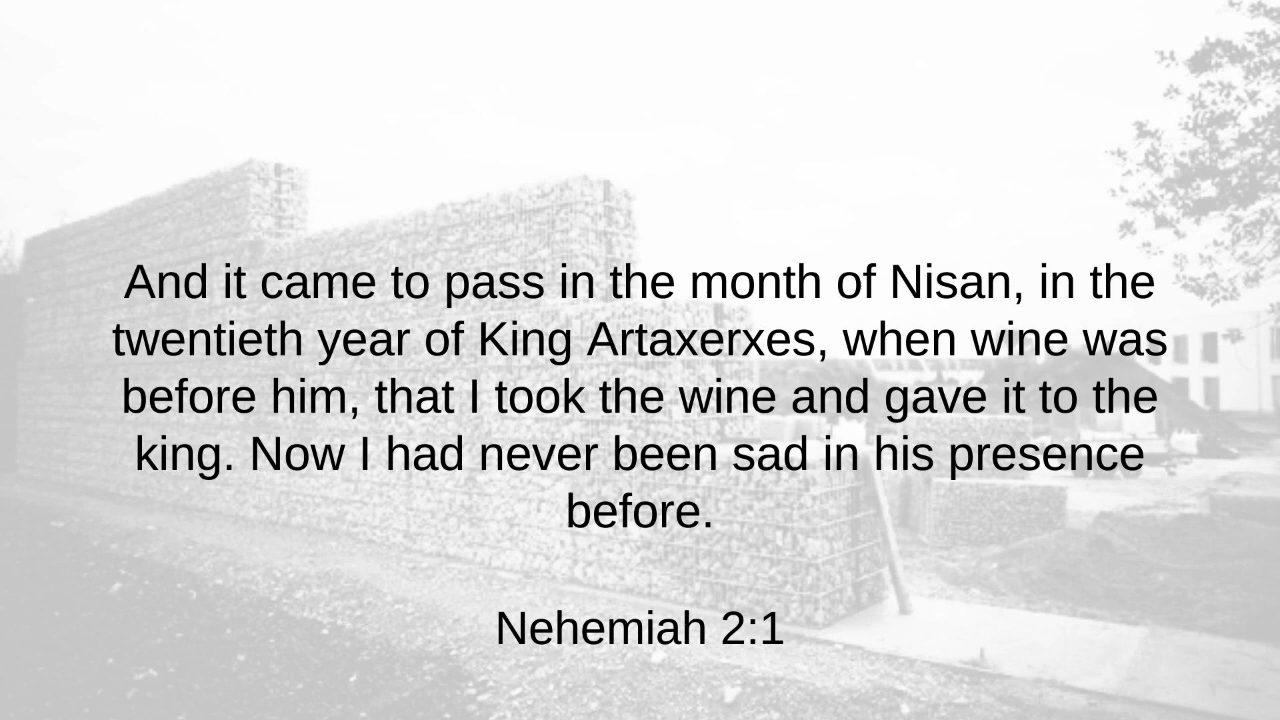 And it came to pass in the month of Nisan, in the
twentieth year of King Artaxerxes, when wine was
before him, that I took the wine and gave it to the
king. Now I had never been sad in his presence
before.
Nehemiah 2:1